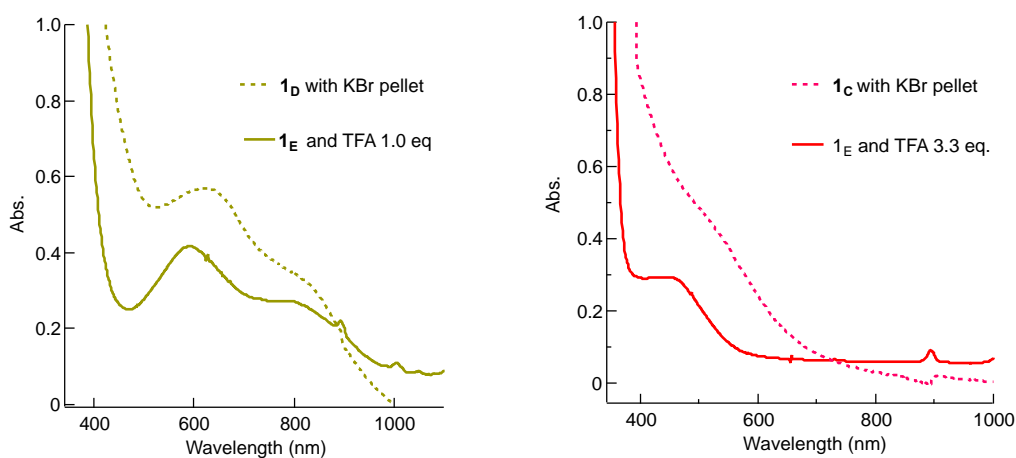 1.0
0.8
0.6
0.4
0.2
0
Abs.
400 600 800 1000
Wavelength (nm)
1D with KBr pellet
1E and TFA 1.0 eq
1.0
0.8
0.6
0.4
0.2
0
Abs.
400 600 800 1000
Wavelength (nm)
1C with KBr pellet
1E and TFA 3.3 eq.